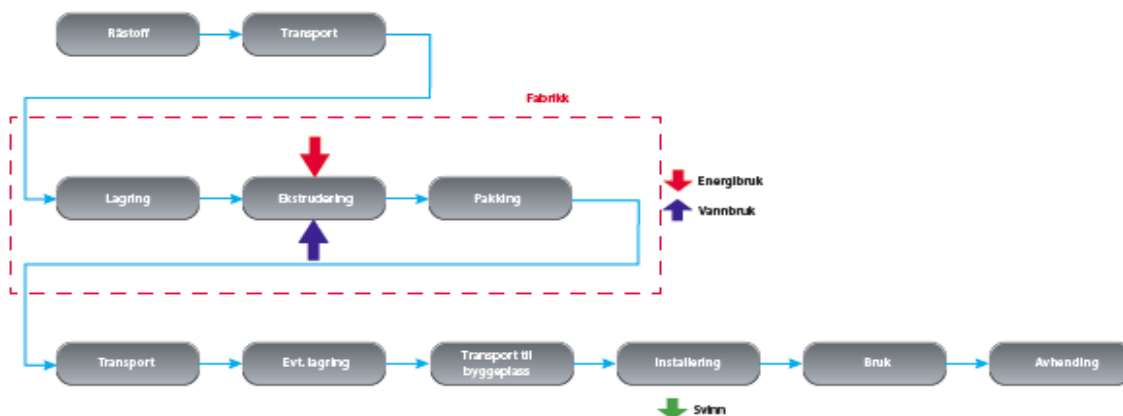 Råstoff
Transport
Fabrikk
Lagring
Ekstrudering
Pakking
Energibruk
Vannbruk
Transport
Evt. lagring
Transport til
byggeplass
Installering
Bruk
Avhending
Svinn